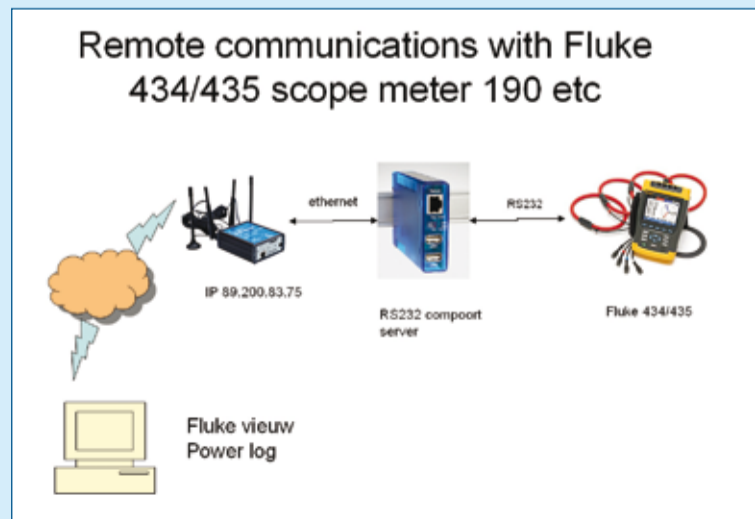 Remote communications with Fluke
434/435 scope meter 190 etc
ethernet
RS232
IP 89.200.83.75
RS232 compoort
server
Fluke 434/435
Fluke vieuw
Power log